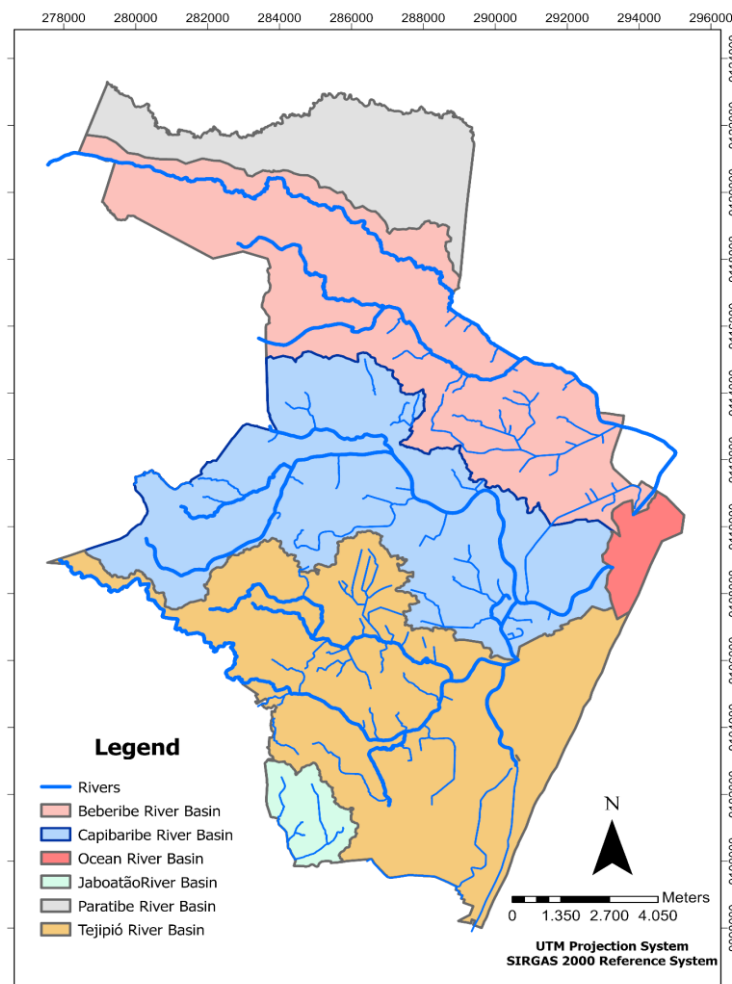 278000 280000 282000 284000 286000 288000 290000 292000 294000 296000
Legend
Rivers
Beberibe River Basin
Capibaribe River Basin
Ocean River Basin
JaboatãoRiver Basin
Paratibe River Basin
Tejipió River Basin
N
Meters
0 1.350 2.700 4.050
UTM Projection System
SIRGAS 2000 Reference System